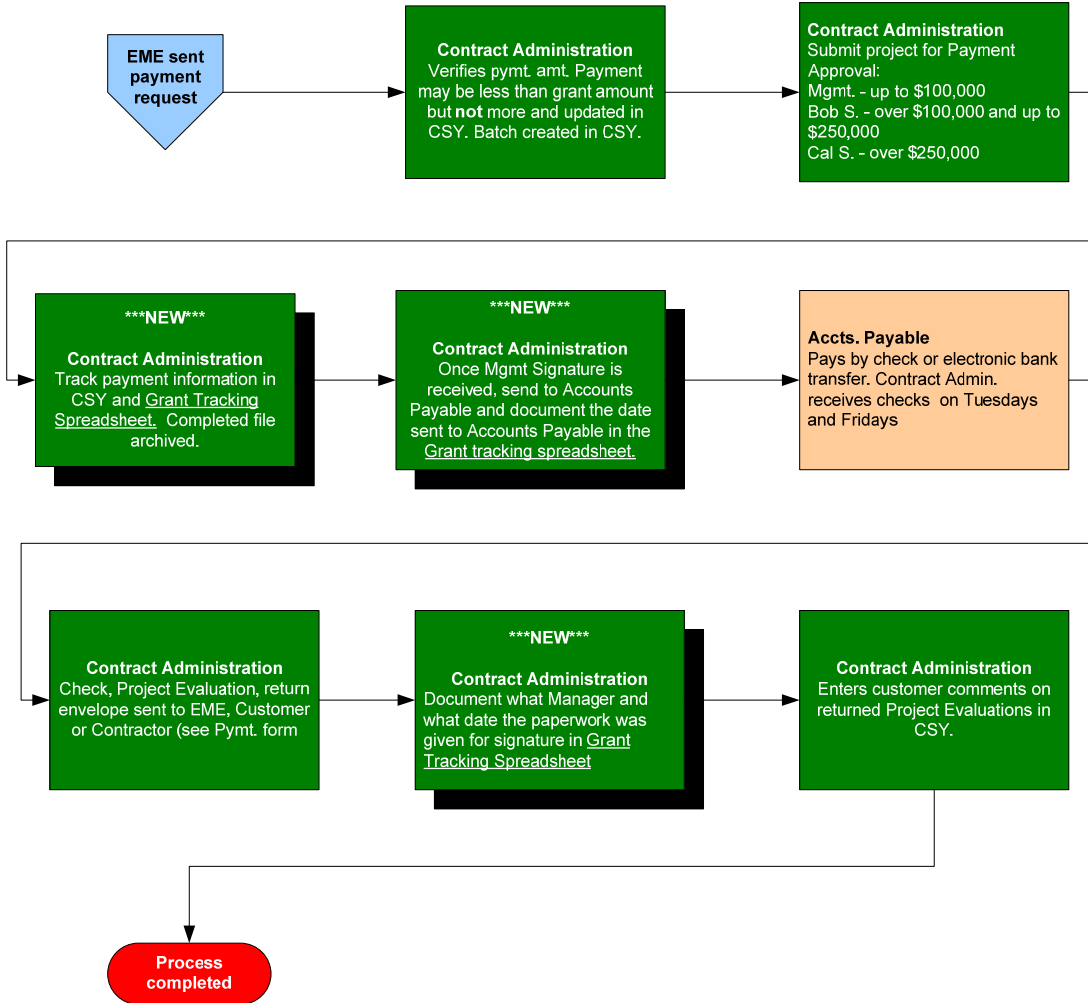 EME sent
payment
request
Contract Administration
Verifies pymt. amt. Payment
may be less than grant amount
but not more and updated in
CSY. Batch created in CSY.
Contract Administration
Submit project for Payment
Approval:
Mgmt. - up to $100,000
Bob S. - over $100,000 and up to
$250,000
Cal S. - over $250,000
***NEW***
Contract Administration
Track payment information in
CSY and Grant Tracking
Spreadsheet. Completed file
archived.
***NEW***
Contract Administration
Once Mgmt Signature is
received, send to Accounts
Payable and document the date
sent to Accounts Payable in the
Grant tracking spreadsheet.
Accts. Payable
Pays by check or electronic bank
transfer. Contract Admin.
receives checks on Tuesdays
and Fridays
Contract Administration
Check, Project Evaluation, return
envelope sent to EME, Customer
or Contractor (see Pymt. form
***NEW***
Contract Administration
Document what Manager and
what date the paperwork was
given for signature in Grant
Tracking Spreadsheet
Contract Administration
Enters customer comments on
returned Project Evaluations in
CSY.
Process
completed